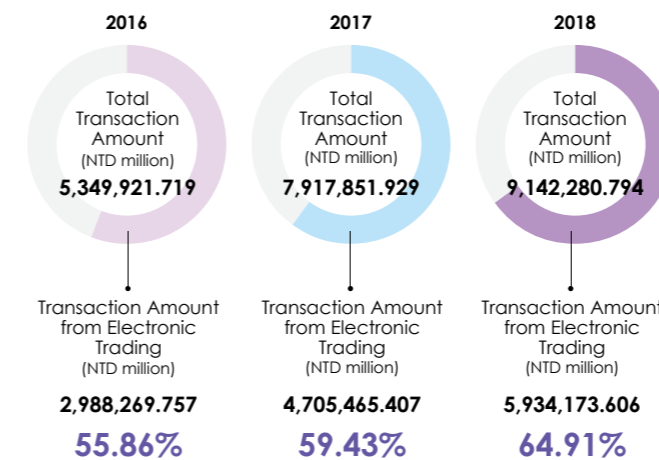 2016
Total
Transaction
Amount
(NTD million)
5,349,921.719
Transaction Amount
from Electronic
Trading
(NTD million)
2,988,269.757
55.86%
2017
Total
Transaction
Amount
(NTD million)
7,917,851.929
Transaction Amount
from Electronic
Trading
(NTD million)
4,705,465.407
59.43%
2018
Total
Transaction
Amount
(NTD million)
9,142,280.794
Transaction Amount
from Electronic
Trading
(NTD million)
5,934,173.606
64.91%